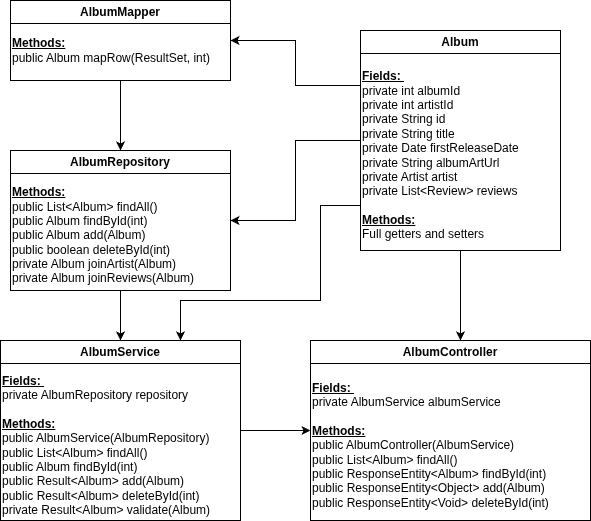 AlbumMapper
Methods:
public Album mapRow(ResultSet, int)
Album
Fields:
private int albumId
private int artistId
private String id
private String title
private Date firstReleaseDate
private String albumArtUrl
private Artist artist
private List<Review> reviews
Methods:
Full getters and setters
AlbumRepository
Methods:
public List<Album> findAll()
public Album findById(int)
public Album add(Album)
public boolean deleteById(int)
private Album joinArtist(Album)
private Album joinReviews(Album)
AlbumService
Fields:
private AlbumRepository repository
Methods:
public AlbumService(AlbumRepository)
public List<Album> findAll()
public Album findById(int)
public Result<Album> add(Album)
public Result<Album> deleteById(int)
private Result<Album> validate(Album)
AlbumController
Fields:
private AlbumService albumService
Methods:
public AlbumController(AlbumService)
public List<Album> findAll()
public ResponseEntity<Album> findById(int)
public ResponseEntity<Object> add(Album)
public ResponseEntity<Void> deleteById(int)